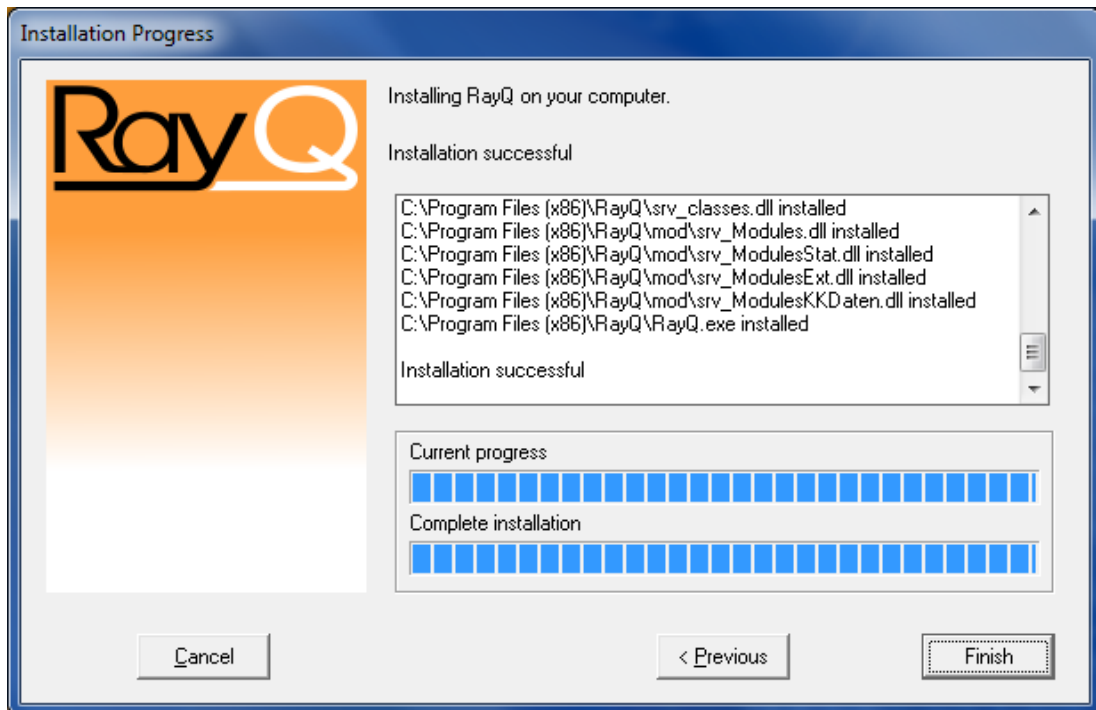 Installation Progress
RayQ
Installing RayQ on your computer.
Installation successful
C:\Program Files (x86)\RayQ\srv_classes.dll installed
C:\Program Files (x86)\RayQ\mod\srv_Modules.dll installed
C:\Program Files (x86)\RayQ\mod\srv_ModulesStat.dll installed
C:\Program Files (x86)\RayQ\mod\srv_ModulesExt.dll installed
C:\Program Files (x86)\RayQ\mod\srv_ModulesKKDaten.dll installed
C:\Program Files (x86)\RayQ\RayQ.exe installed
Installation successful
Current progress
Complete installation
Cancel
< Previous
Finish